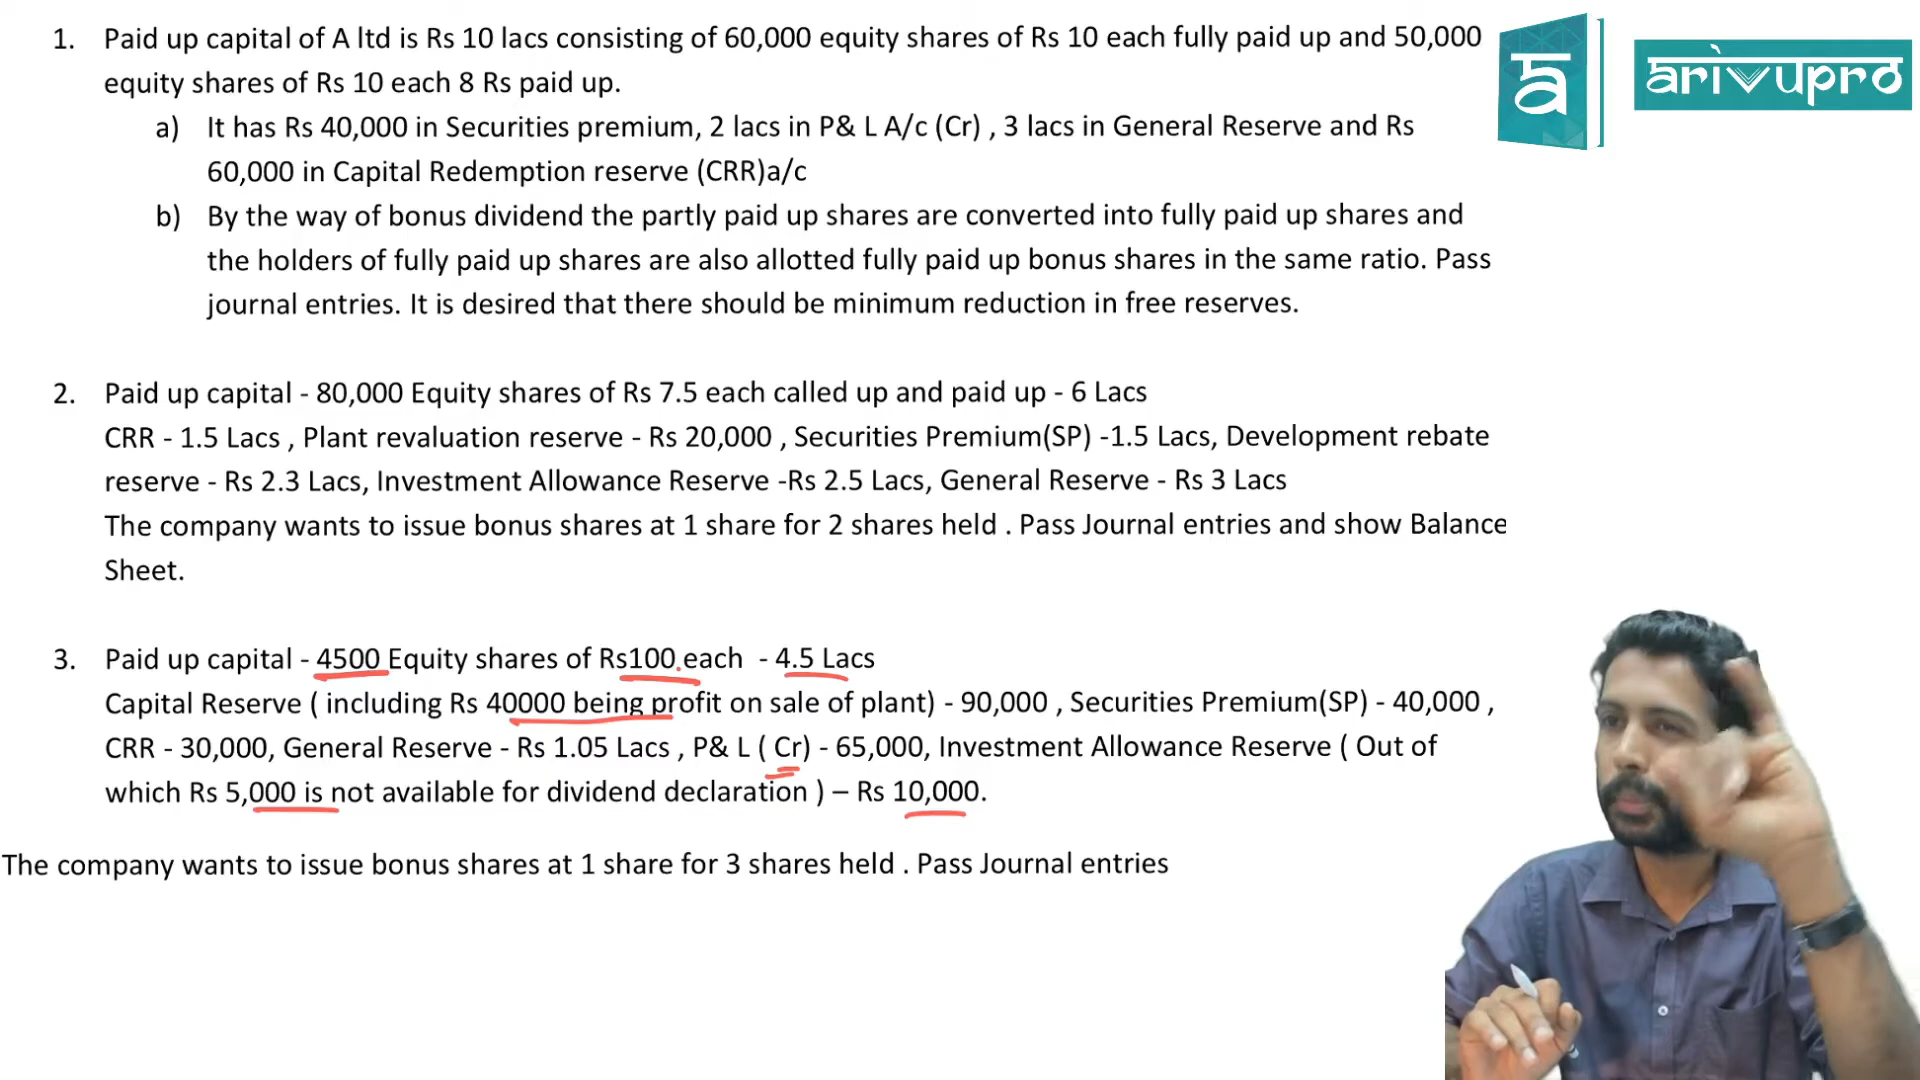 1. Paid up capital of A ltd is Rs 10 lacs consisting of 60,000 equity shares of Rs 10 each fully paid up and 50,000
equity shares of Rs 10 each 8 Rs paid up.
a) It has Rs 40,000 in Securities premium, 2 lacs in P& L A/c (Cr) , 3 lacs in General Reserve and Rs
60,000 in Capital Redemption reserve (CRR)a/c
b) By the way of bonus dividend the partly paid up shares are converted into fully paid up shares and
the holders of fully paid up shares are also allotted fully paid up bonus shares in the same ratio. Pass
journal entries. It is desired that there should be minimum reduction in free reserves.
2. Paid up capital - 80,000 Equity shares of Rs 7.5 each called up and paid up - 6 Lacs
CRR - 1.5 Lacs , Plant revaluation reserve - Rs 20,000 , Securities Premium(SP) -1.5 Lacs, Development rebate
reserve - Rs 2.3 Lacs, Investment Allowance Reserve -Rs 2.5 Lacs, General Reserve - Rs 3 Lacs
The company wants to issue bonus shares at 1 share for 2 shares held . Pass Journal entries and show Balance
Sheet.
3. Paid up capital - 4500 Equity shares of Rs100 each - 4.5 Lacs
Capital Reserve ( including Rs 40000 being profit on sale of plant) - 90,000 , Securities Premium(SP) - 40,000 ,
CRR - 30,000, General Reserve - Rs 1.05 Lacs , P& L ( Cr) - 65,000, Investment Allowance Reserve ( Out of
which Rs 5,000 is not available for dividend declaration ) – Rs 10,000.
The company wants to issue bonus shares at 1 share for 3 shares held . Pass Journal entries
a
arivupro